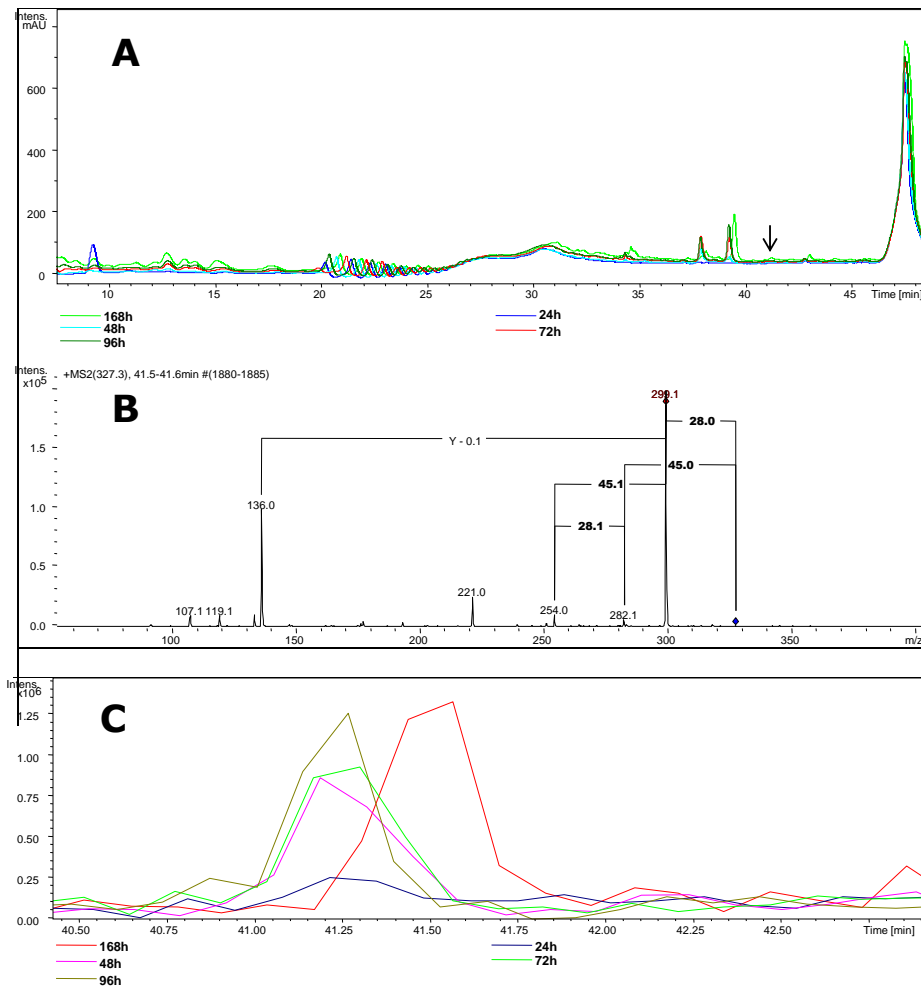 Intens.
mAU
A
800
600
400
200
0
10 15 20 25 30 35 40 45 Time [min]
168h 24h
48h 72h
96h
Intens.
x10⁵
+MS2(327.3), 41.5-41.6min #(1880-1885)
B
299.1
28.0
Y - 0.1
45.0
1.5
45.1
136.0
1.0
28.1
0.5
221.0
107.1 119.1 254.0 282.1
0.0
100 150 200 250 300 350 m/z
Intens.
x10⁶
C
1.25
1.00
0.75
0.50
0.25
0.00
40.50 40.75 41.00 41.25 41.50 41.75 42.00 42.25 42.50 Time [min]
168h 24h
48h 72h
96h